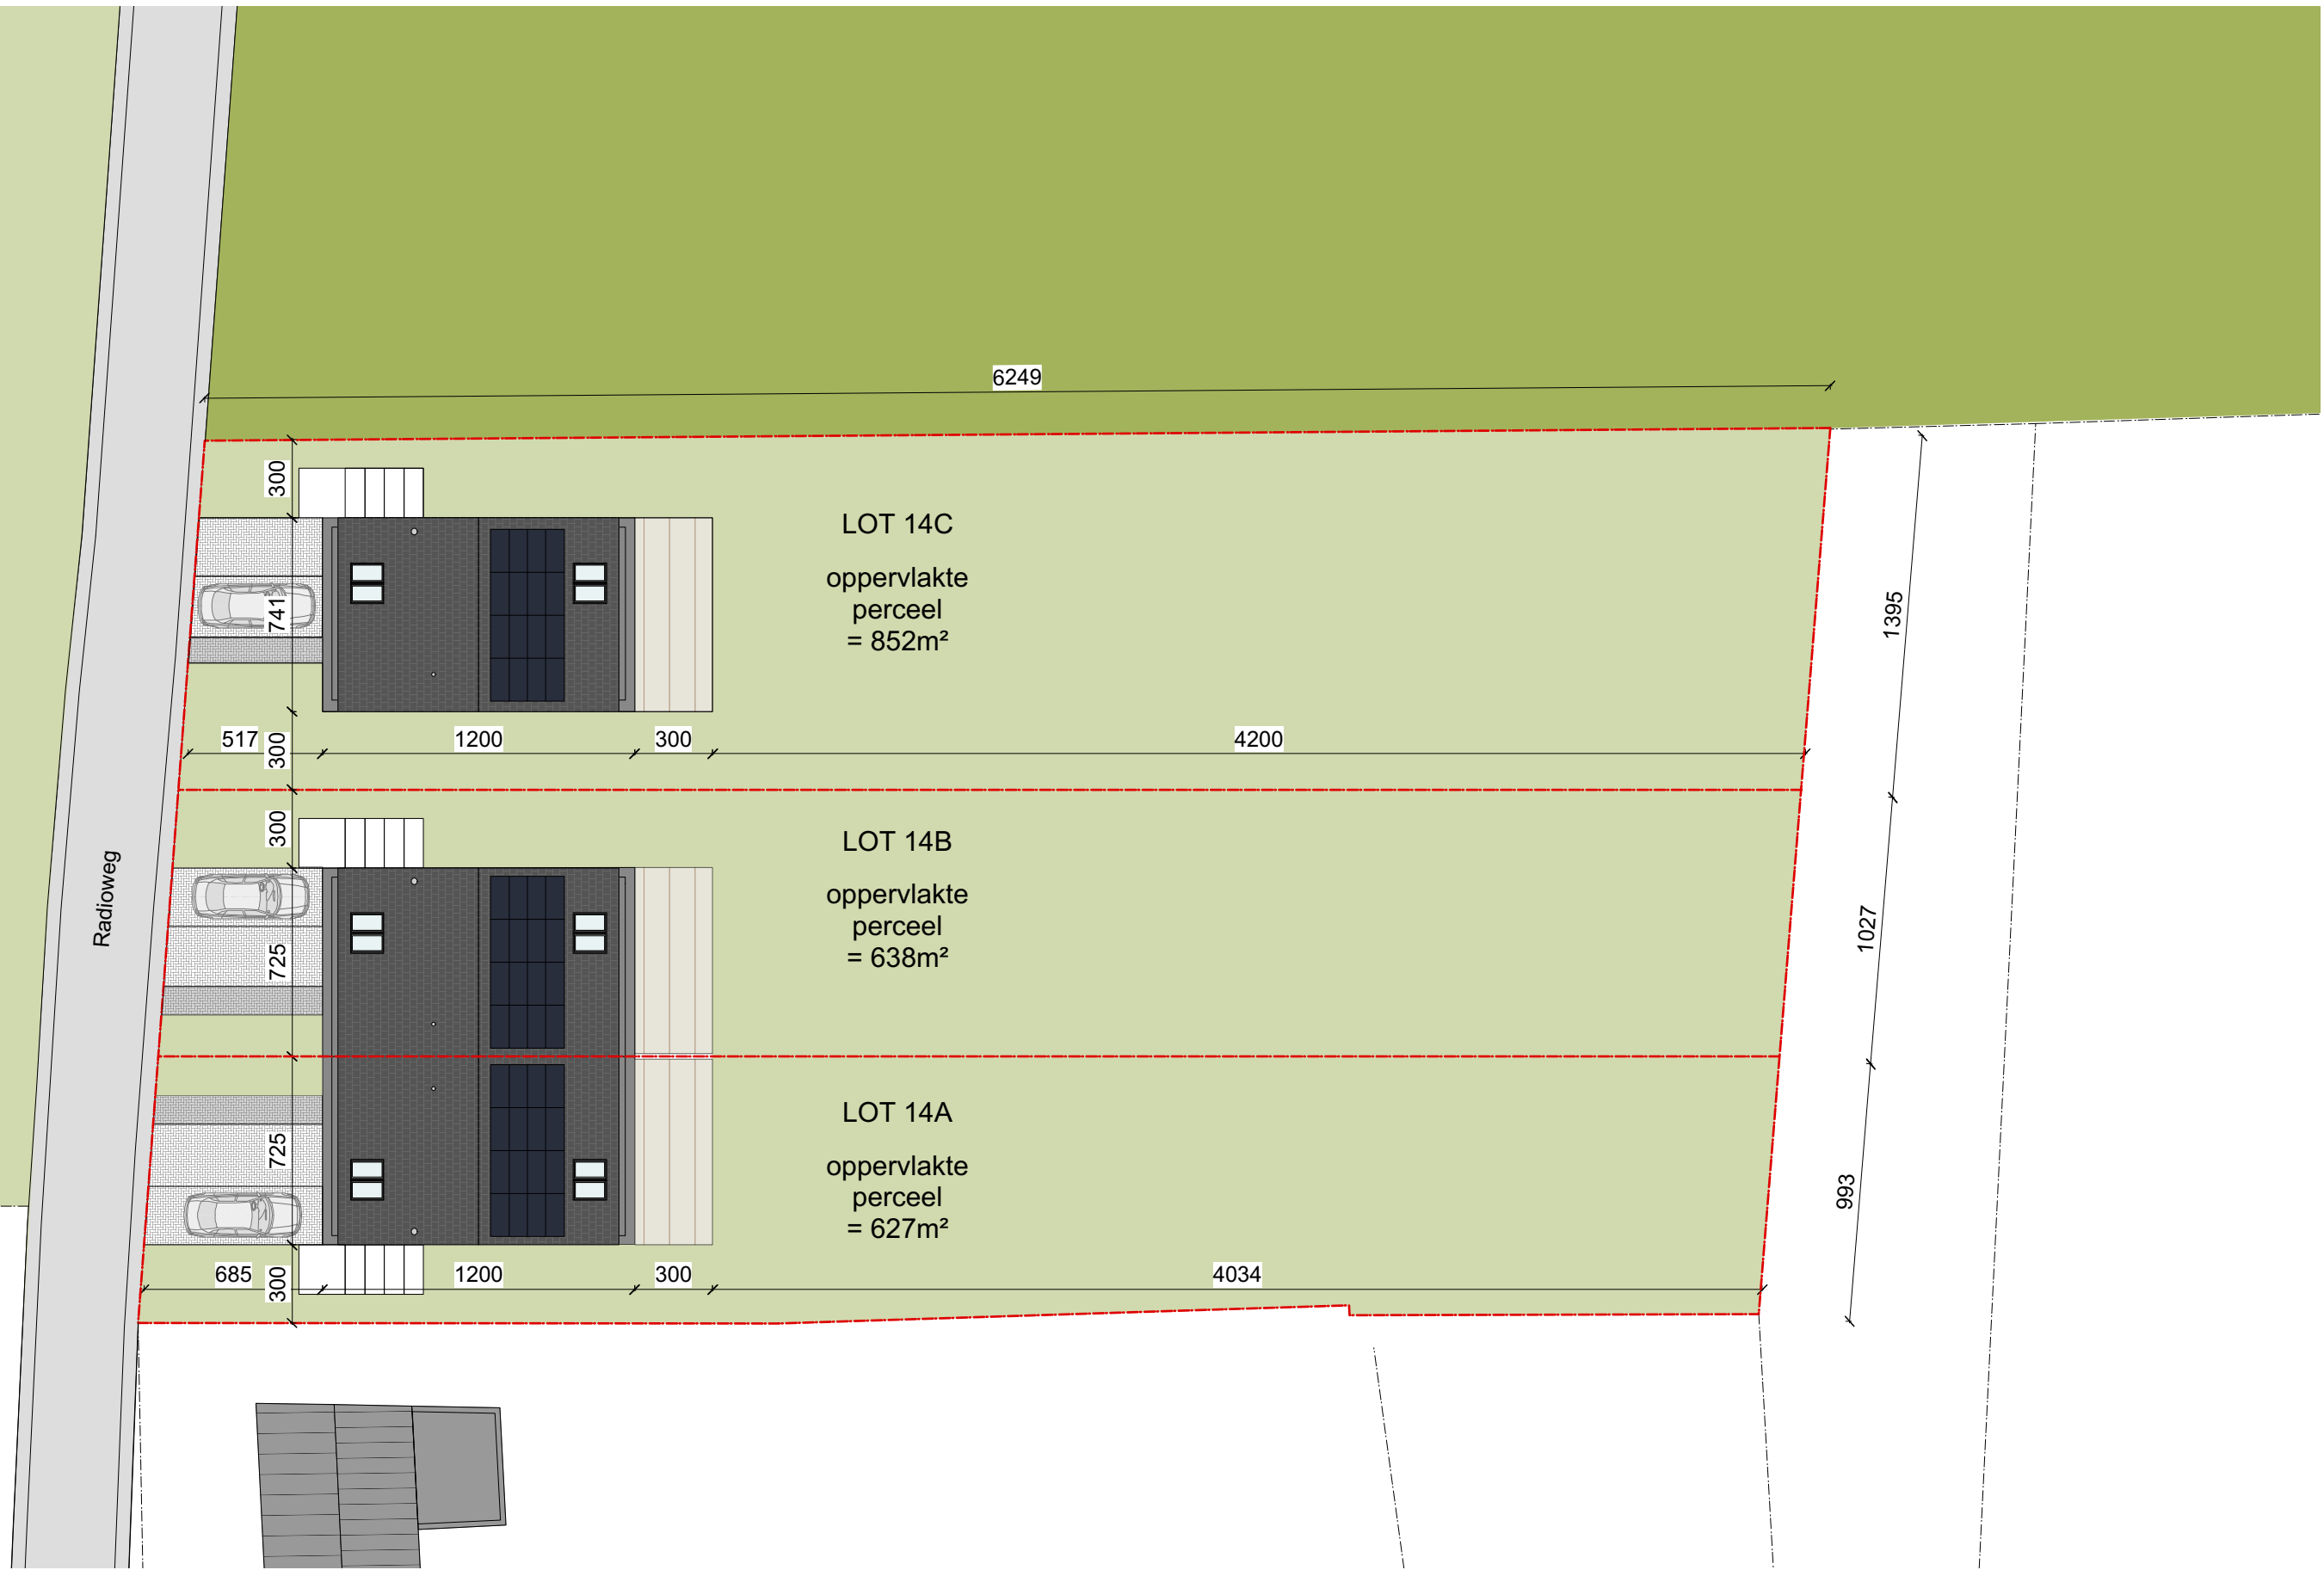 6249
300
LOT 14C
oppervlakte
perceel
= 852m²
741
1395
517
300
1200
300
4200
300
LOT 14B
oppervlakte
perceel
= 638m²
Radioweg
725
1027
LOT 14A
oppervlakte
perceel
= 627m²
725
993
685
300
1200
300
4034